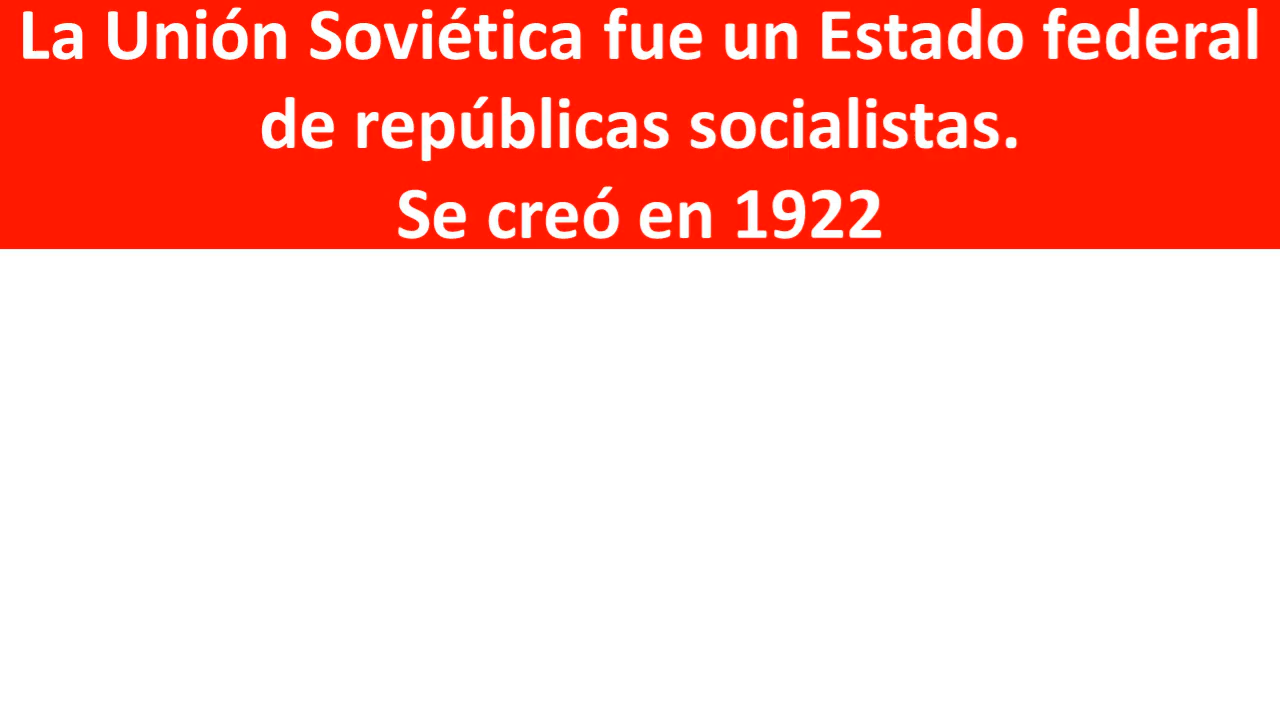 La Unión Soviética fue un Estado federal
de repúblicas socialistas.
Se creó en 1922